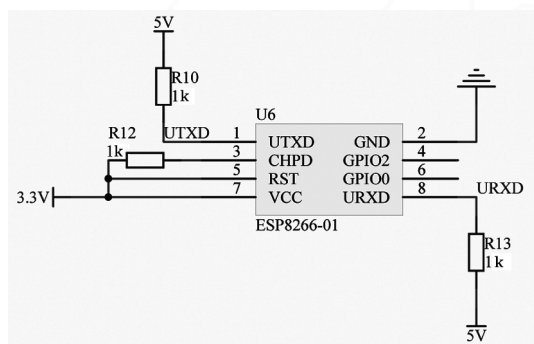 5V
R10
1k
U6
R12
1k
UTXD
1
UTXD
GND
2
3
CHPD
GPIO2
4
5
RST
GPIO0
6
3.3V
7
VCC
URXD
8
URXD
ESP8266-01
R13
1k
5V